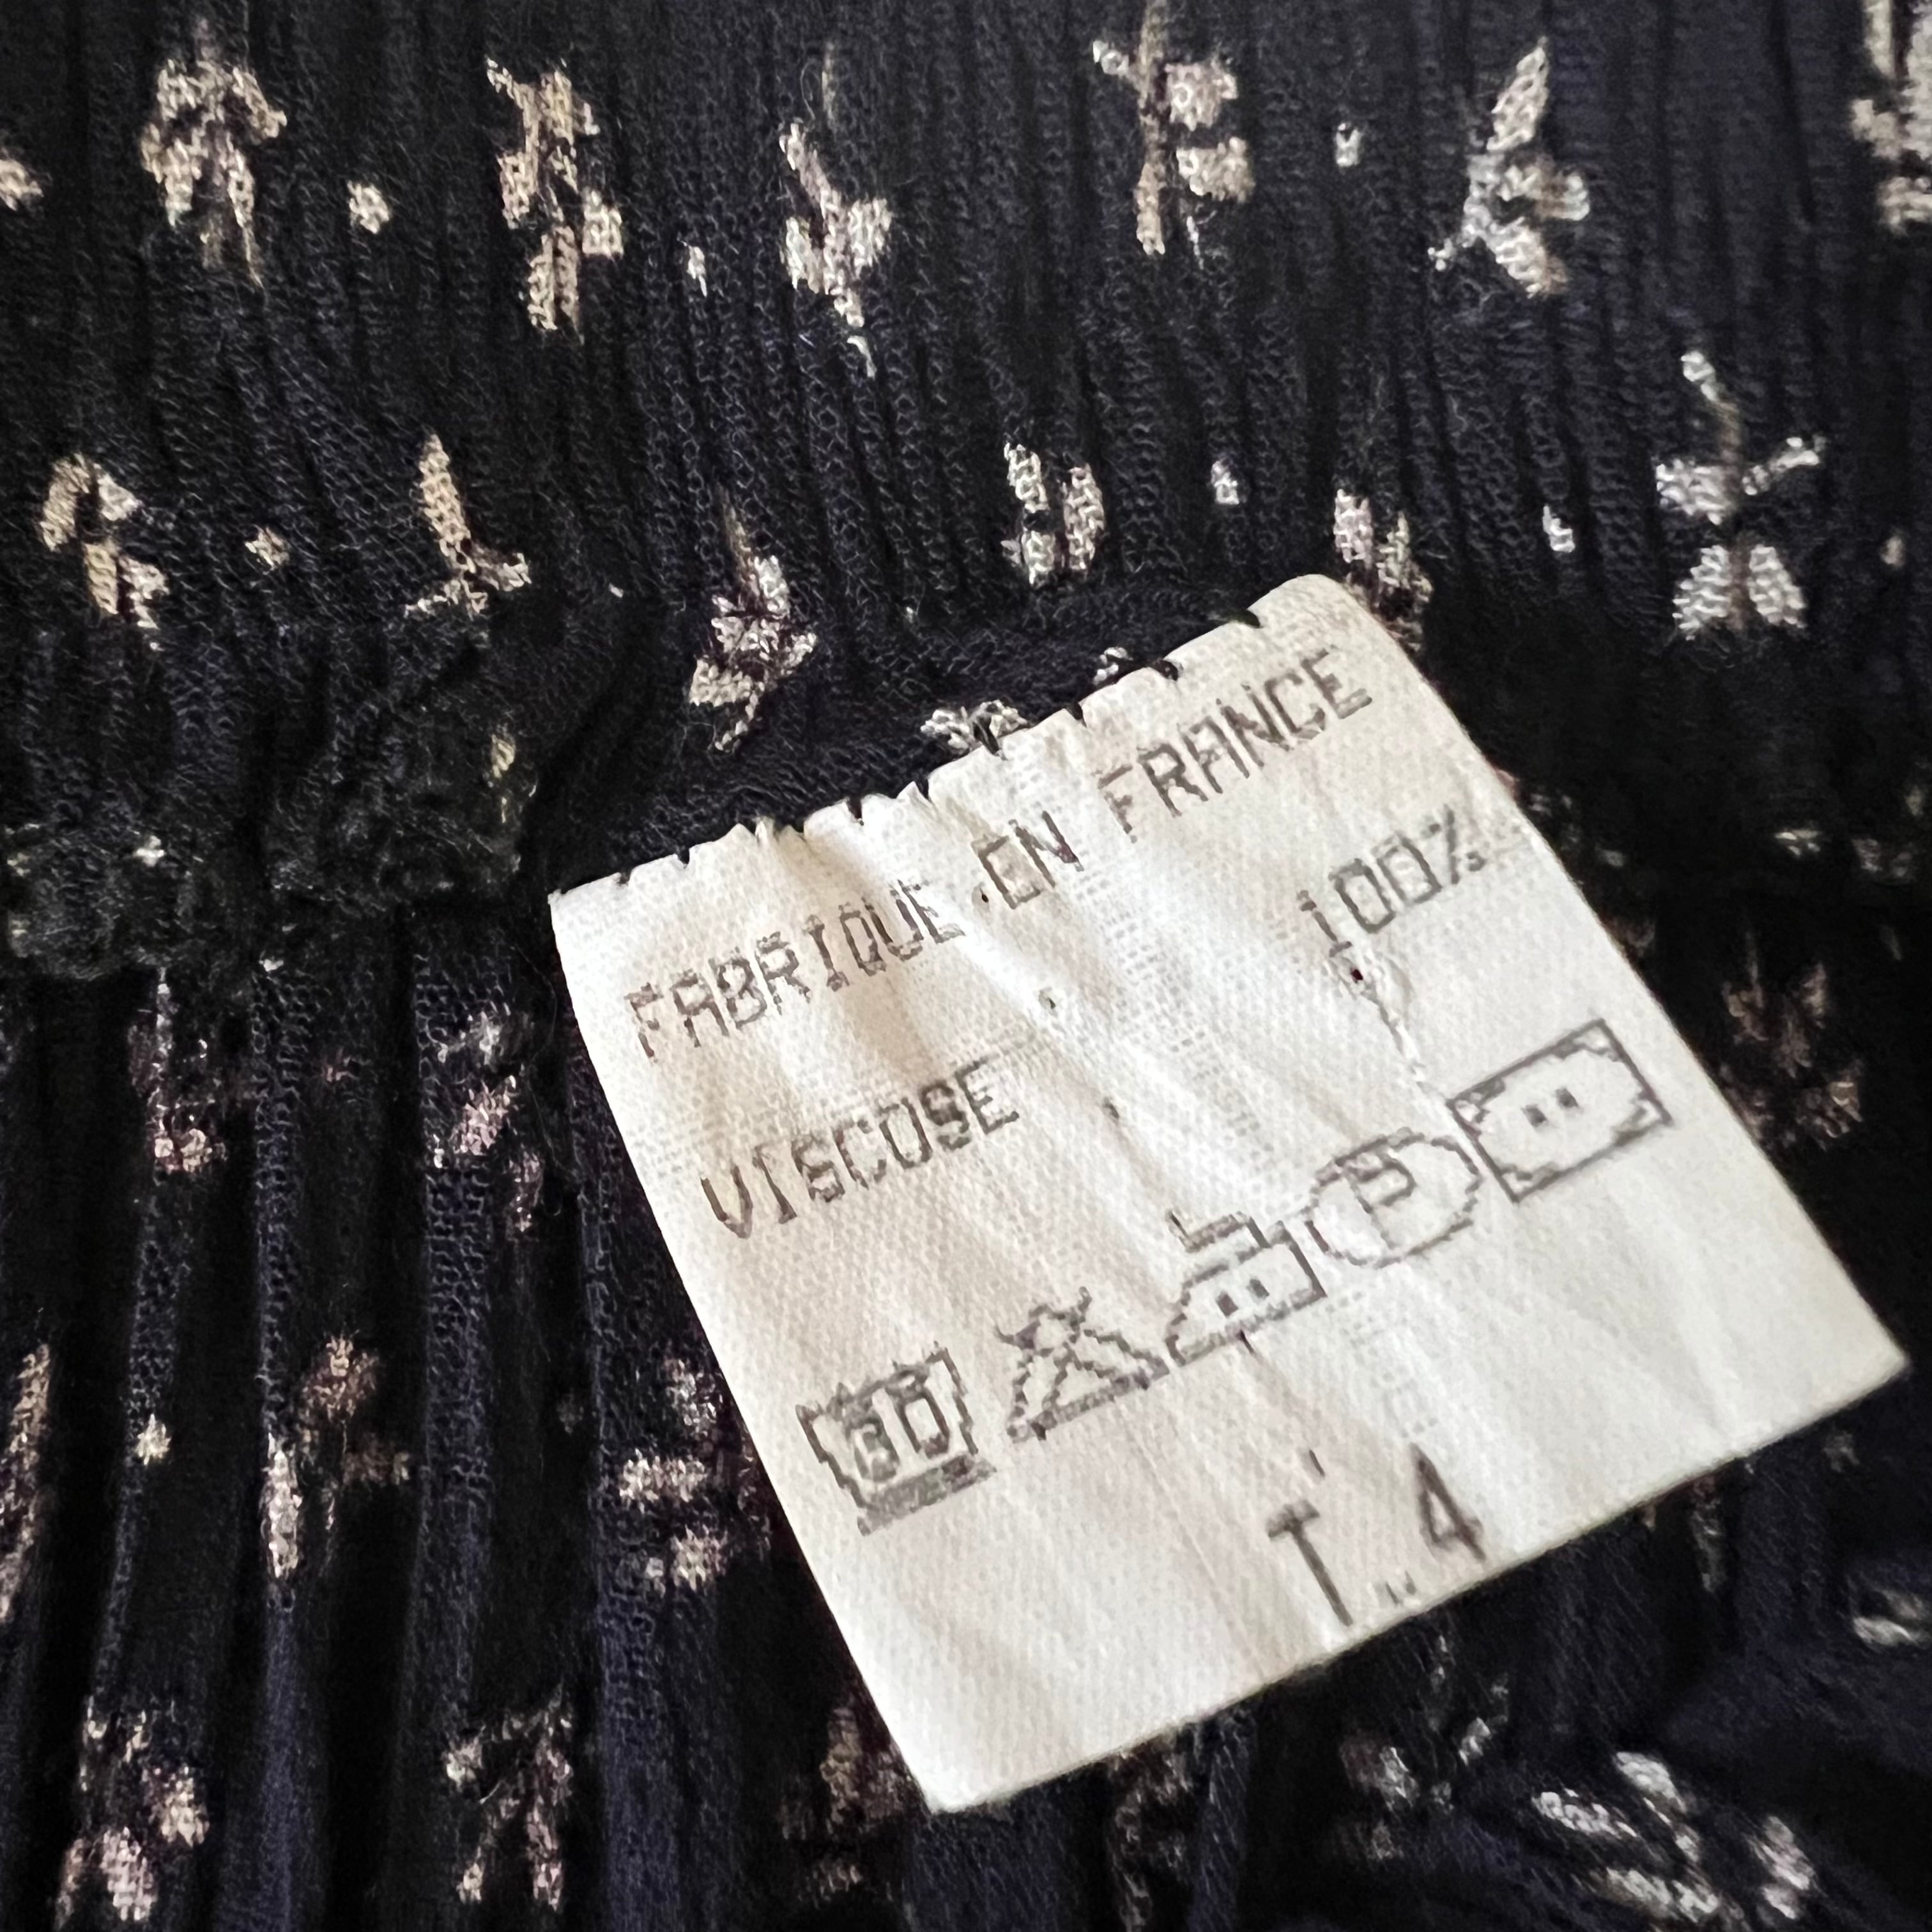 FABRIQUE EN FRANCE
VISCOSE 100%
30 P
T 4